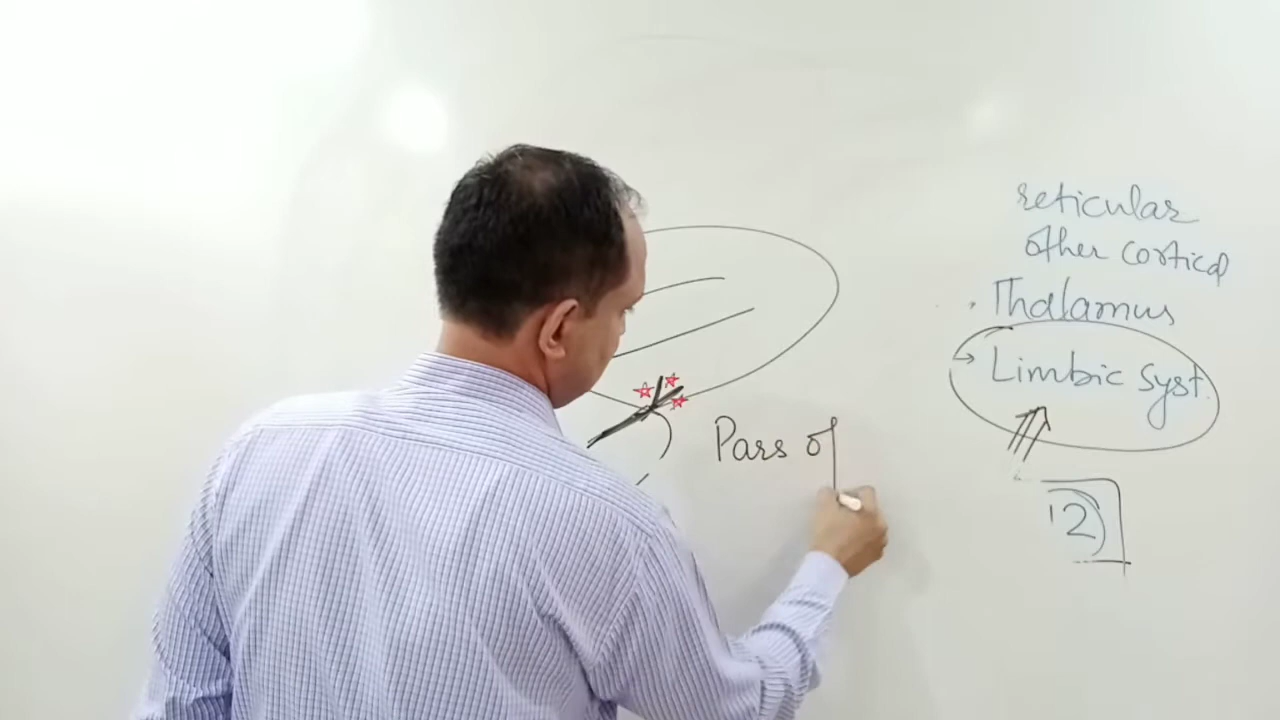 reticular
other cortical
Thalamus
→ Limbic Syst.
Pars of
12)